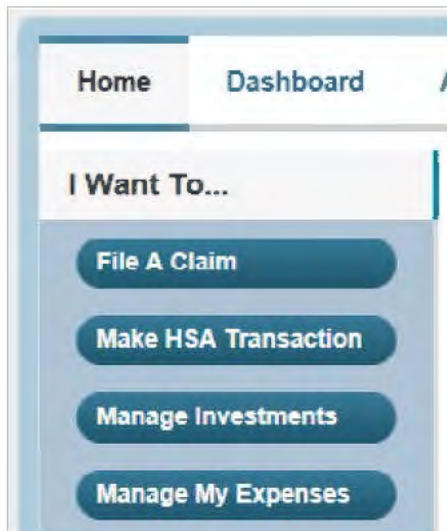 Home Dashboard
I Want To...
File A Claim
Make HSA Transaction
Manage Investments
Manage My Expenses